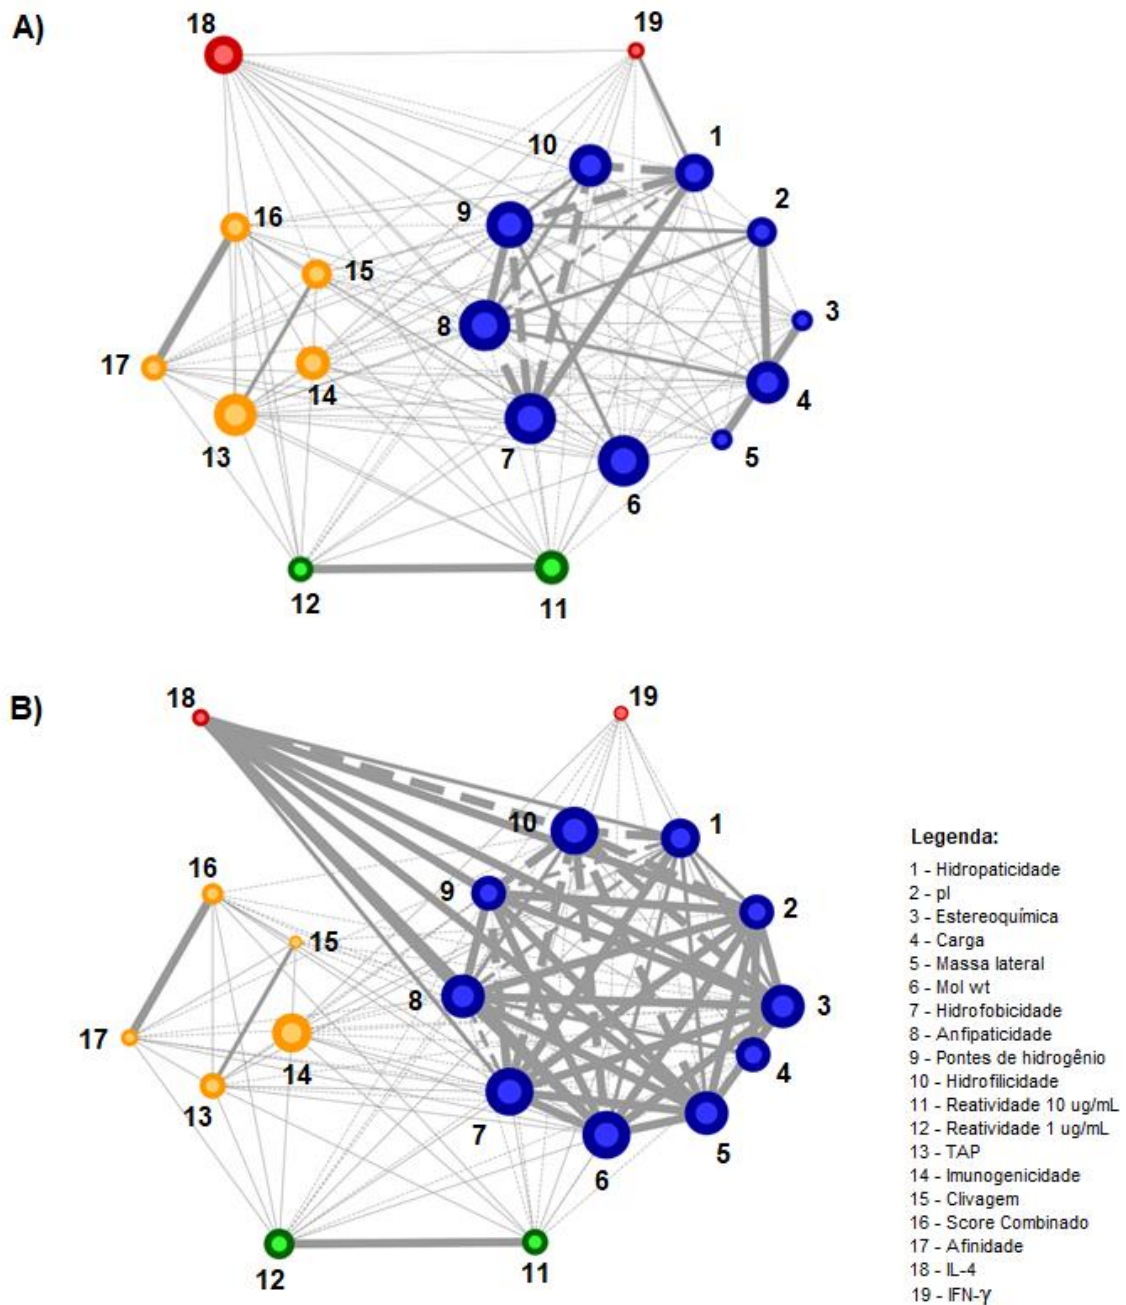 A)
18
19
10
1
2
9
16
15
3
8
17
14
4
13
7
5
6
12
11
B)
18
19
10
1
16
9
2
15
8
3
17
14
4
13
7
5
6
12
11
Legenda:
1 - Hidropaticidade
2 - pI
3 - Estereoquímica
4 - Carga
5 - Massa lateral
6 - Mol wt
7 - Hidrofobicidade
8 - Anfipaticidade
9 - Pontes de hidrogênio
10 - Hidrofilicidade
11 - Reatividade 10 ug/mL
12 - Reatividade 1 ug/mL
13 - TAP
14 - Imunogenicidade
15 - Clivagem
16 - Score Combinado
17 - Afinidade
18 - IL-4
19 - IFN-γ